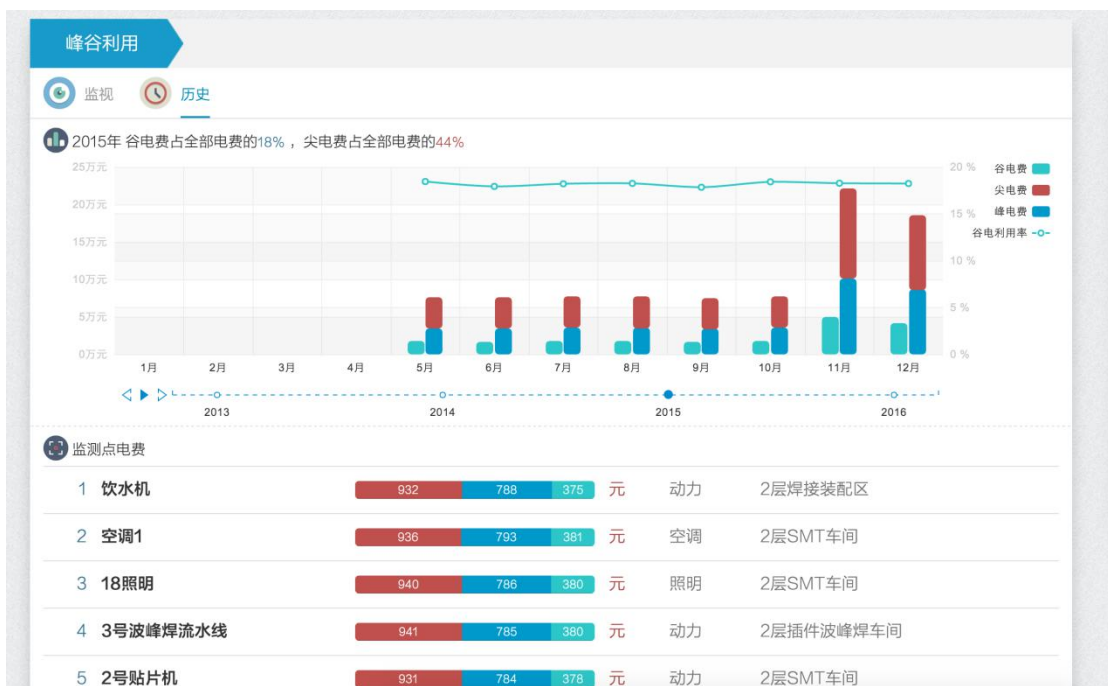 峰谷利用
监视 历史
2015年 谷电费占全部电费的18% ，尖电费占全部电费的44%
25万元 20 % 谷电费
20万元 尖电费
15 % 峰电费
谷电利用率
15万元
10 %
10万元
5万元 5 %
0万元 0 %
1月 2月 3月 4月 5月 6月 7月 8月 9月 10月 11月 12月
2013 2014 2015 2016
监测点电费
1 饮水机 932 788 375 元 动力 2层焊接装配区
2 空调1 936 793 381 元 空调 2层SMT车间
3 18照明 940 786 380 元 照明 2层SMT车间
4 3号波峰焊流水线 941 785 380 元 动力 2层插件波峰焊车间
5 2号贴片机 931 784 378 元 动力 2层SMT车间